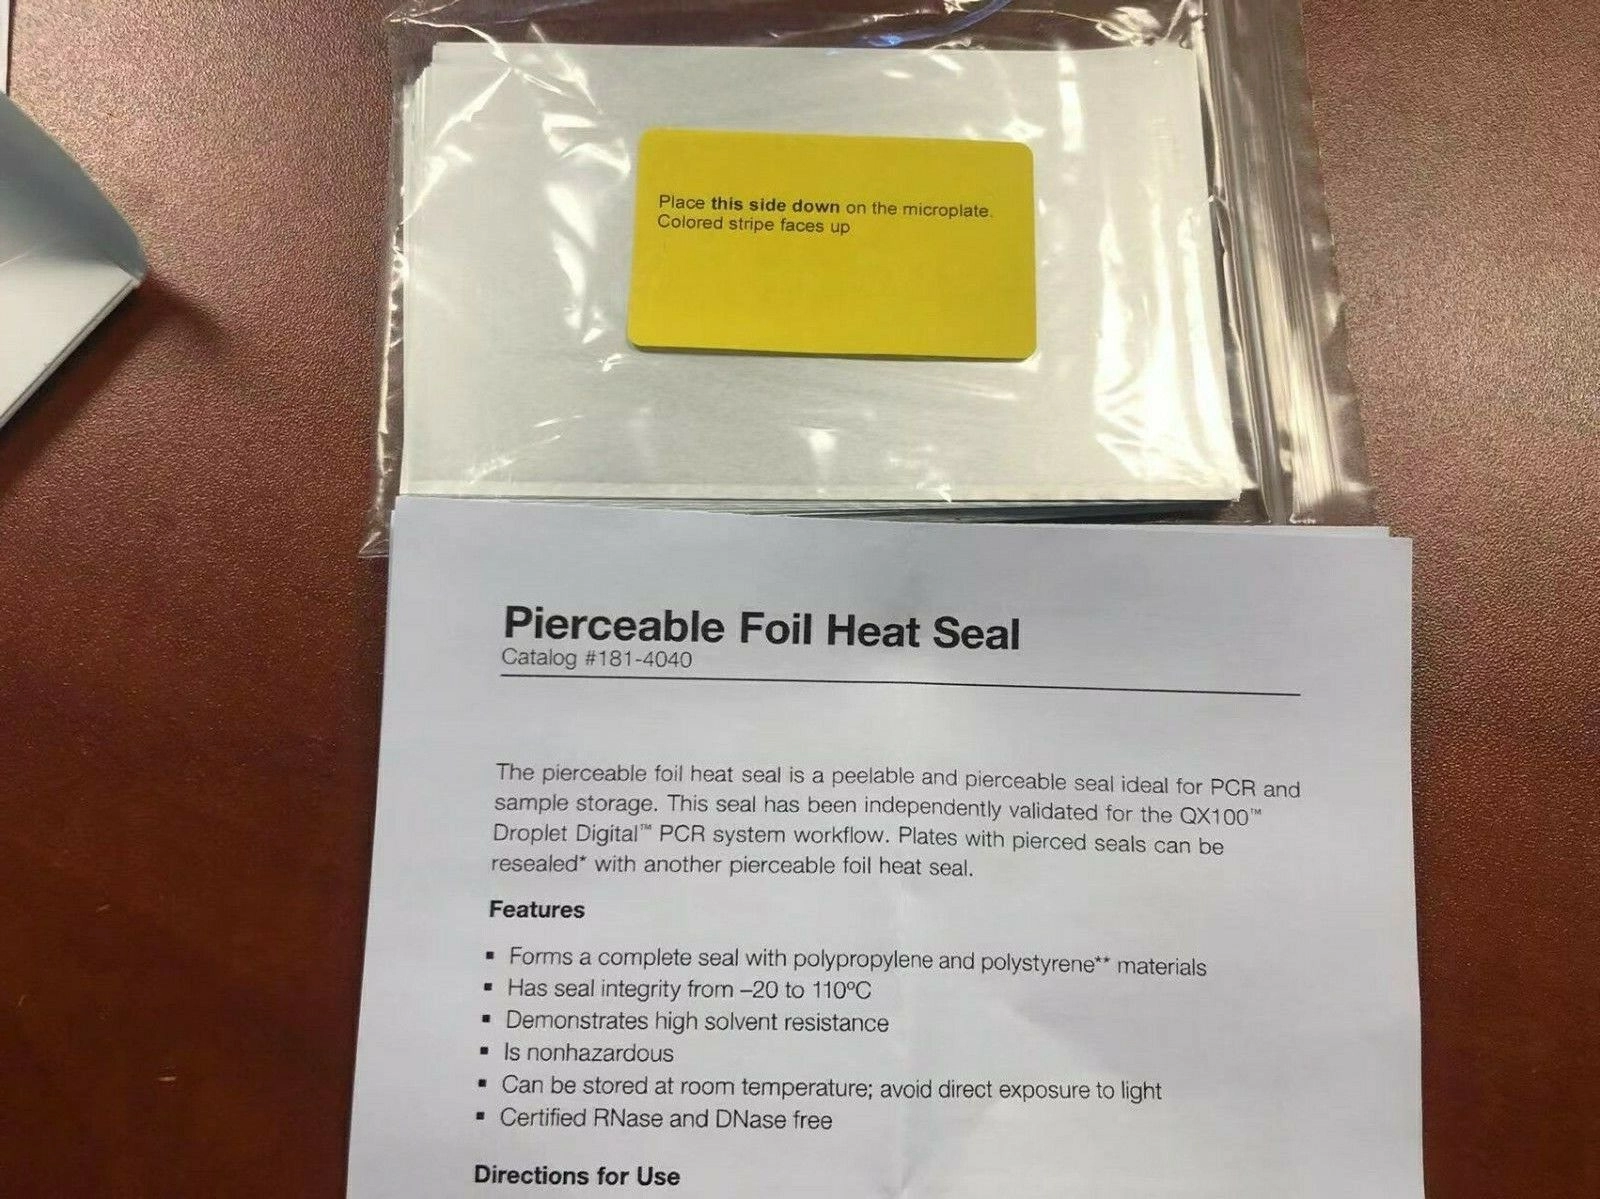 Place this side down on the microplate.
Colored stripe faces up
Pierceable Foil Heat Seal
Catalog #181-4040
The pierceable foil heat seal is a peelable and pierceable seal ideal for PCR and
sample storage. This seal has been independently validated for the QX100™
Droplet Digital™ PCR system workflow. Plates with pierced seals can be
resealed* with another pierceable foil heat seal.
Features
▪ Forms a complete seal with polypropylene and polystyrene** materials
▪ Has seal integrity from –20 to 110ºC
▪ Demonstrates high solvent resistance
▪ Is nonhazardous
▪ Can be stored at room temperature; avoid direct exposure to light
▪ Certified RNase and DNase free
Directions for Use